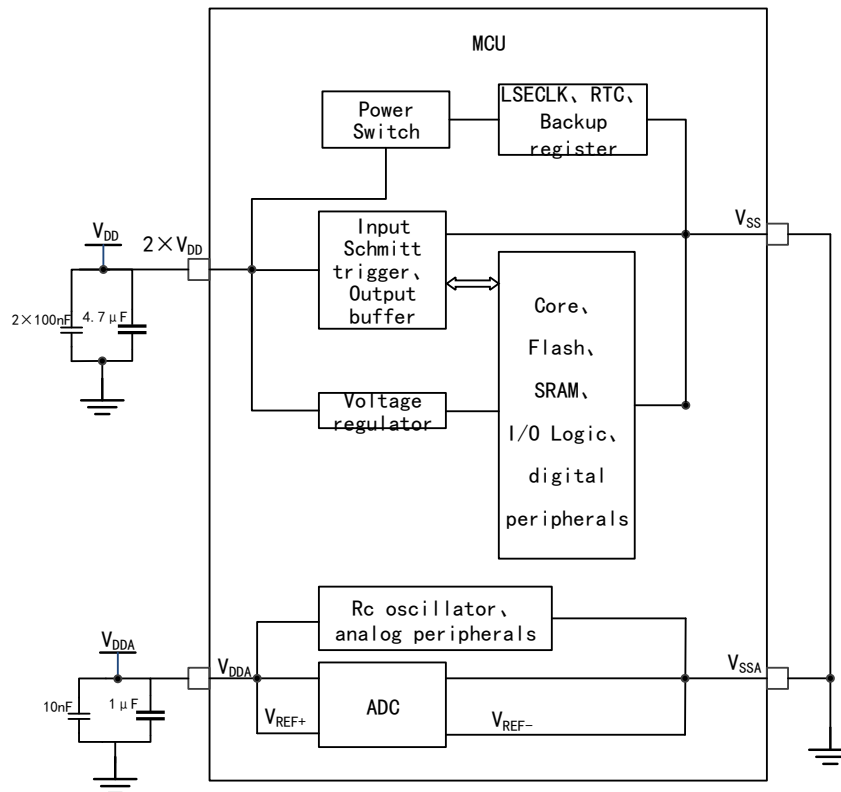 MCU
Power
Switch
LSECLK、RTC、
Backup
register
V_DD
2×V_DD
2×100nF
4.7μF
Input
Schmitt
trigger、
Output
buffer
V_SS
Core、
Flash、
SRAM、
I/O Logic、
digital
peripherals
Voltage
regulator
Rc oscillator、
analog peripherals
V_DDA
V_DDA
10nF
1μF
ADC
V_REF+
V_REF-
V_SSA